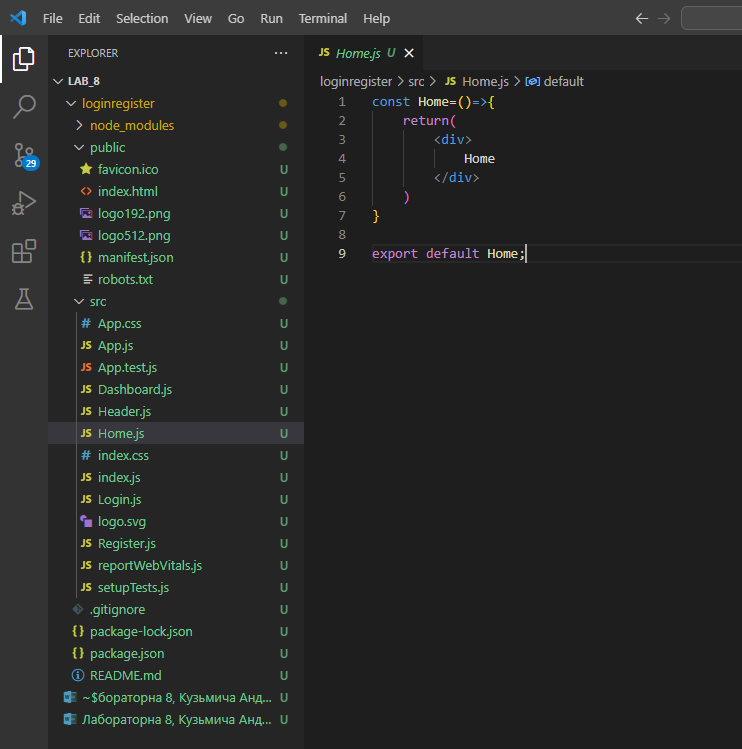 File Edit Selection View Go Run Terminal Help
EXPLORER ...
LAB_8
loginregister
node_modules
public
favicon.ico U
index.html U
logo192.png U
logo512.png U
manifest.json U
robots.txt U
src
App.css U
App.js U
App.test.js U
Dashboard.js U
Header.js U
Home.js U
index.css U
index.js U
Login.js U
logo.svg U
Register.js U
reportWebVitals.js U
setupTests.js U
.gitignore U
package-lock.json U
package.json U
README.md U
~$бораторна 8, Кузьмича Анд... U
Лабораторна 8, Кузьмича Анд... U
29
JS Home.js U
loginregister > src > JS Home.js > default
1 const Home=()=>{
2 return(
3 <div>
4 Home
5 </div>
6 )
7 }
8
9 export default Home;